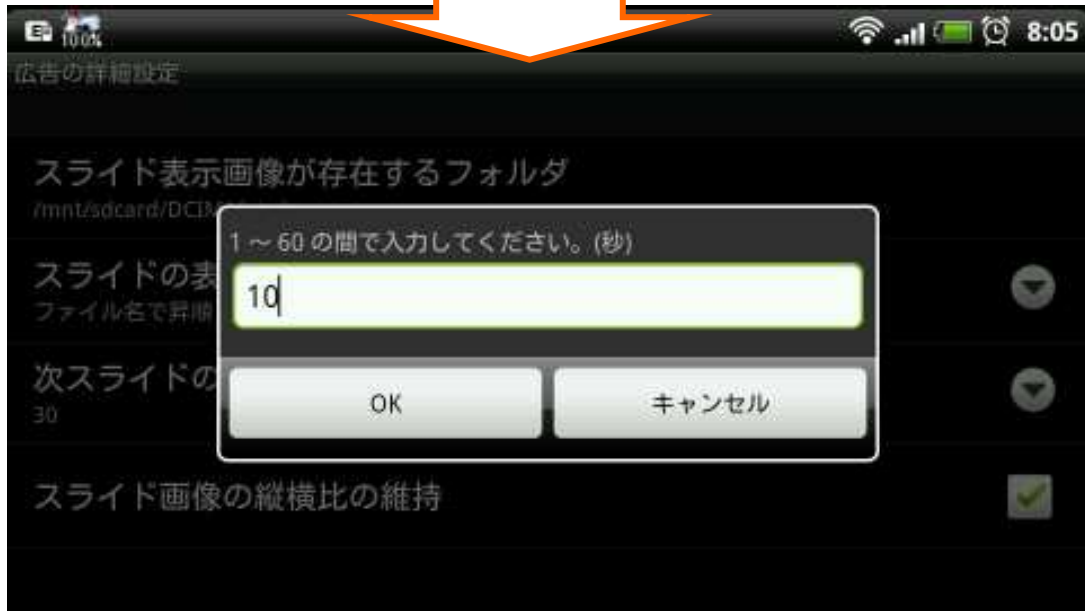 100%
8:05
広告の詳細設定
スライド表示画像が存在するフォルダ
/mnt/sdcard/DCIM
1 ～ 60 の間で入力してください。(秒)
スライドの表
10
ファイル名で昇順
次スライドの
30
OK
キャンセル
スライド画像の縦横比の維持